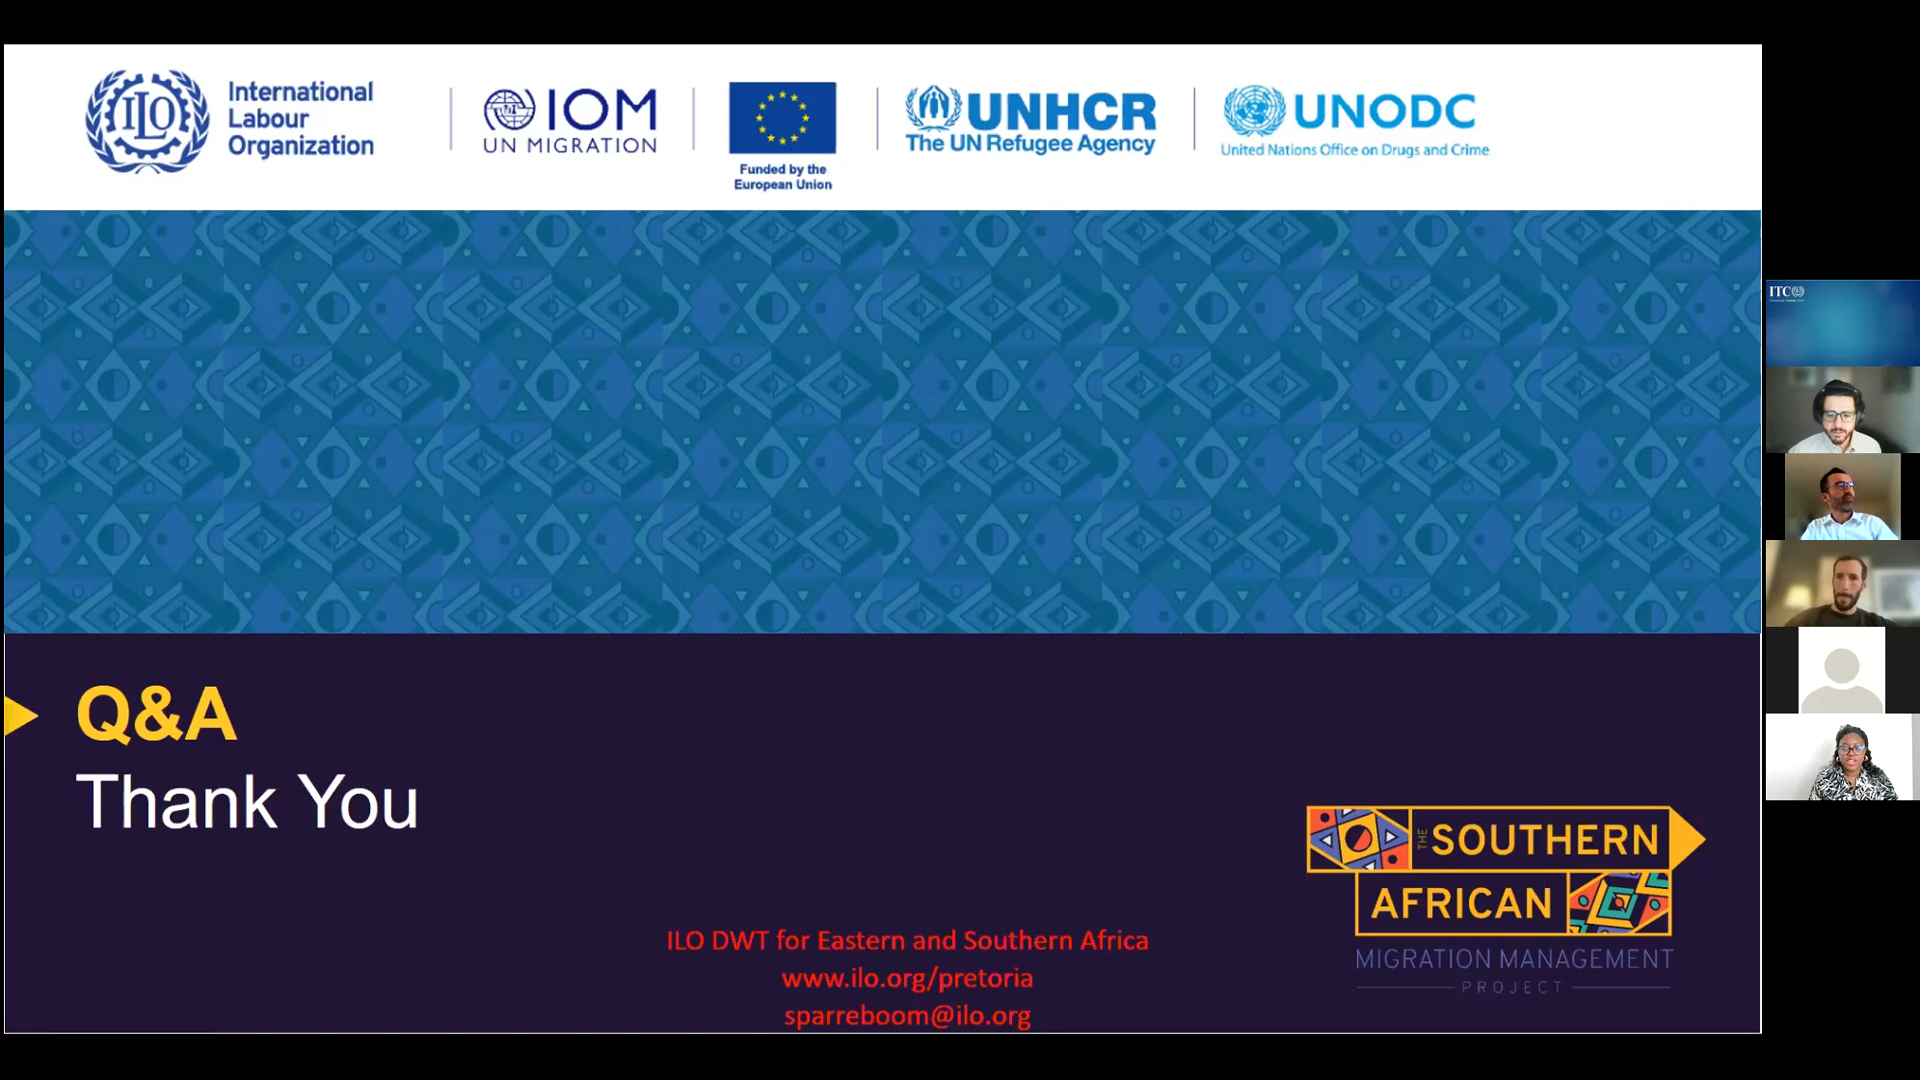 International
Labour
Organization
ILO
IOM
UN MIGRATION
Funded by the
European Union
UNHCR
The UN Refugee Agency
UNODC
United Nations Office on Drugs and Crime
ITC
Q&A
Thank You
THE SOUTHERN
AFRICAN
MIGRATION MANAGEMENT
PROJECT
ILO DWT for Eastern and Southern Africa
www.ilo.org/pretoria
sparreboom@ilo.org